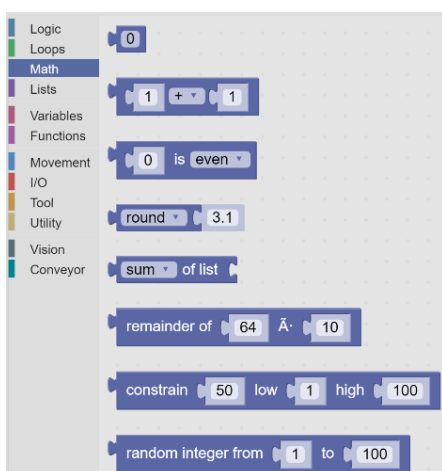 Logic
Loops
Math
Lists
Variables
Functions
Movement
I/O
Tool
Utility
Vision
Conveyor
0
1 + 1
0 is even
round 3.1
sum of list
remainder of 64 Ã· 10
constrain 50 low 1 high 100
random integer from 1 to 100